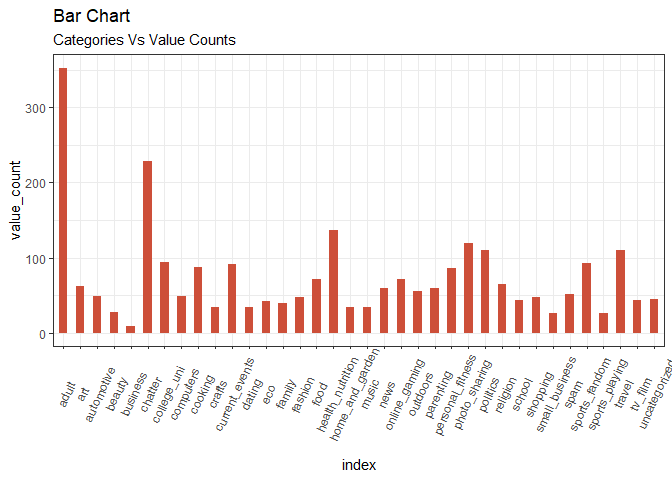 Bar Chart
Categories Vs Value Counts
value_count
300
200
100
0
adult
art
automotive
beauty
business
chatter
college_uni
computers
cooking
crafts
current_events
dating
eco
family
fashion
food
health_nutrition
home_and_garden
music
news
online_gaming
outdoors
parenting
personal_fitness
photo_sharing
politics
religion
school
shopping
small_business
spam
sports_fandom
sports_playing
travel
tv_film
uncategorized
index